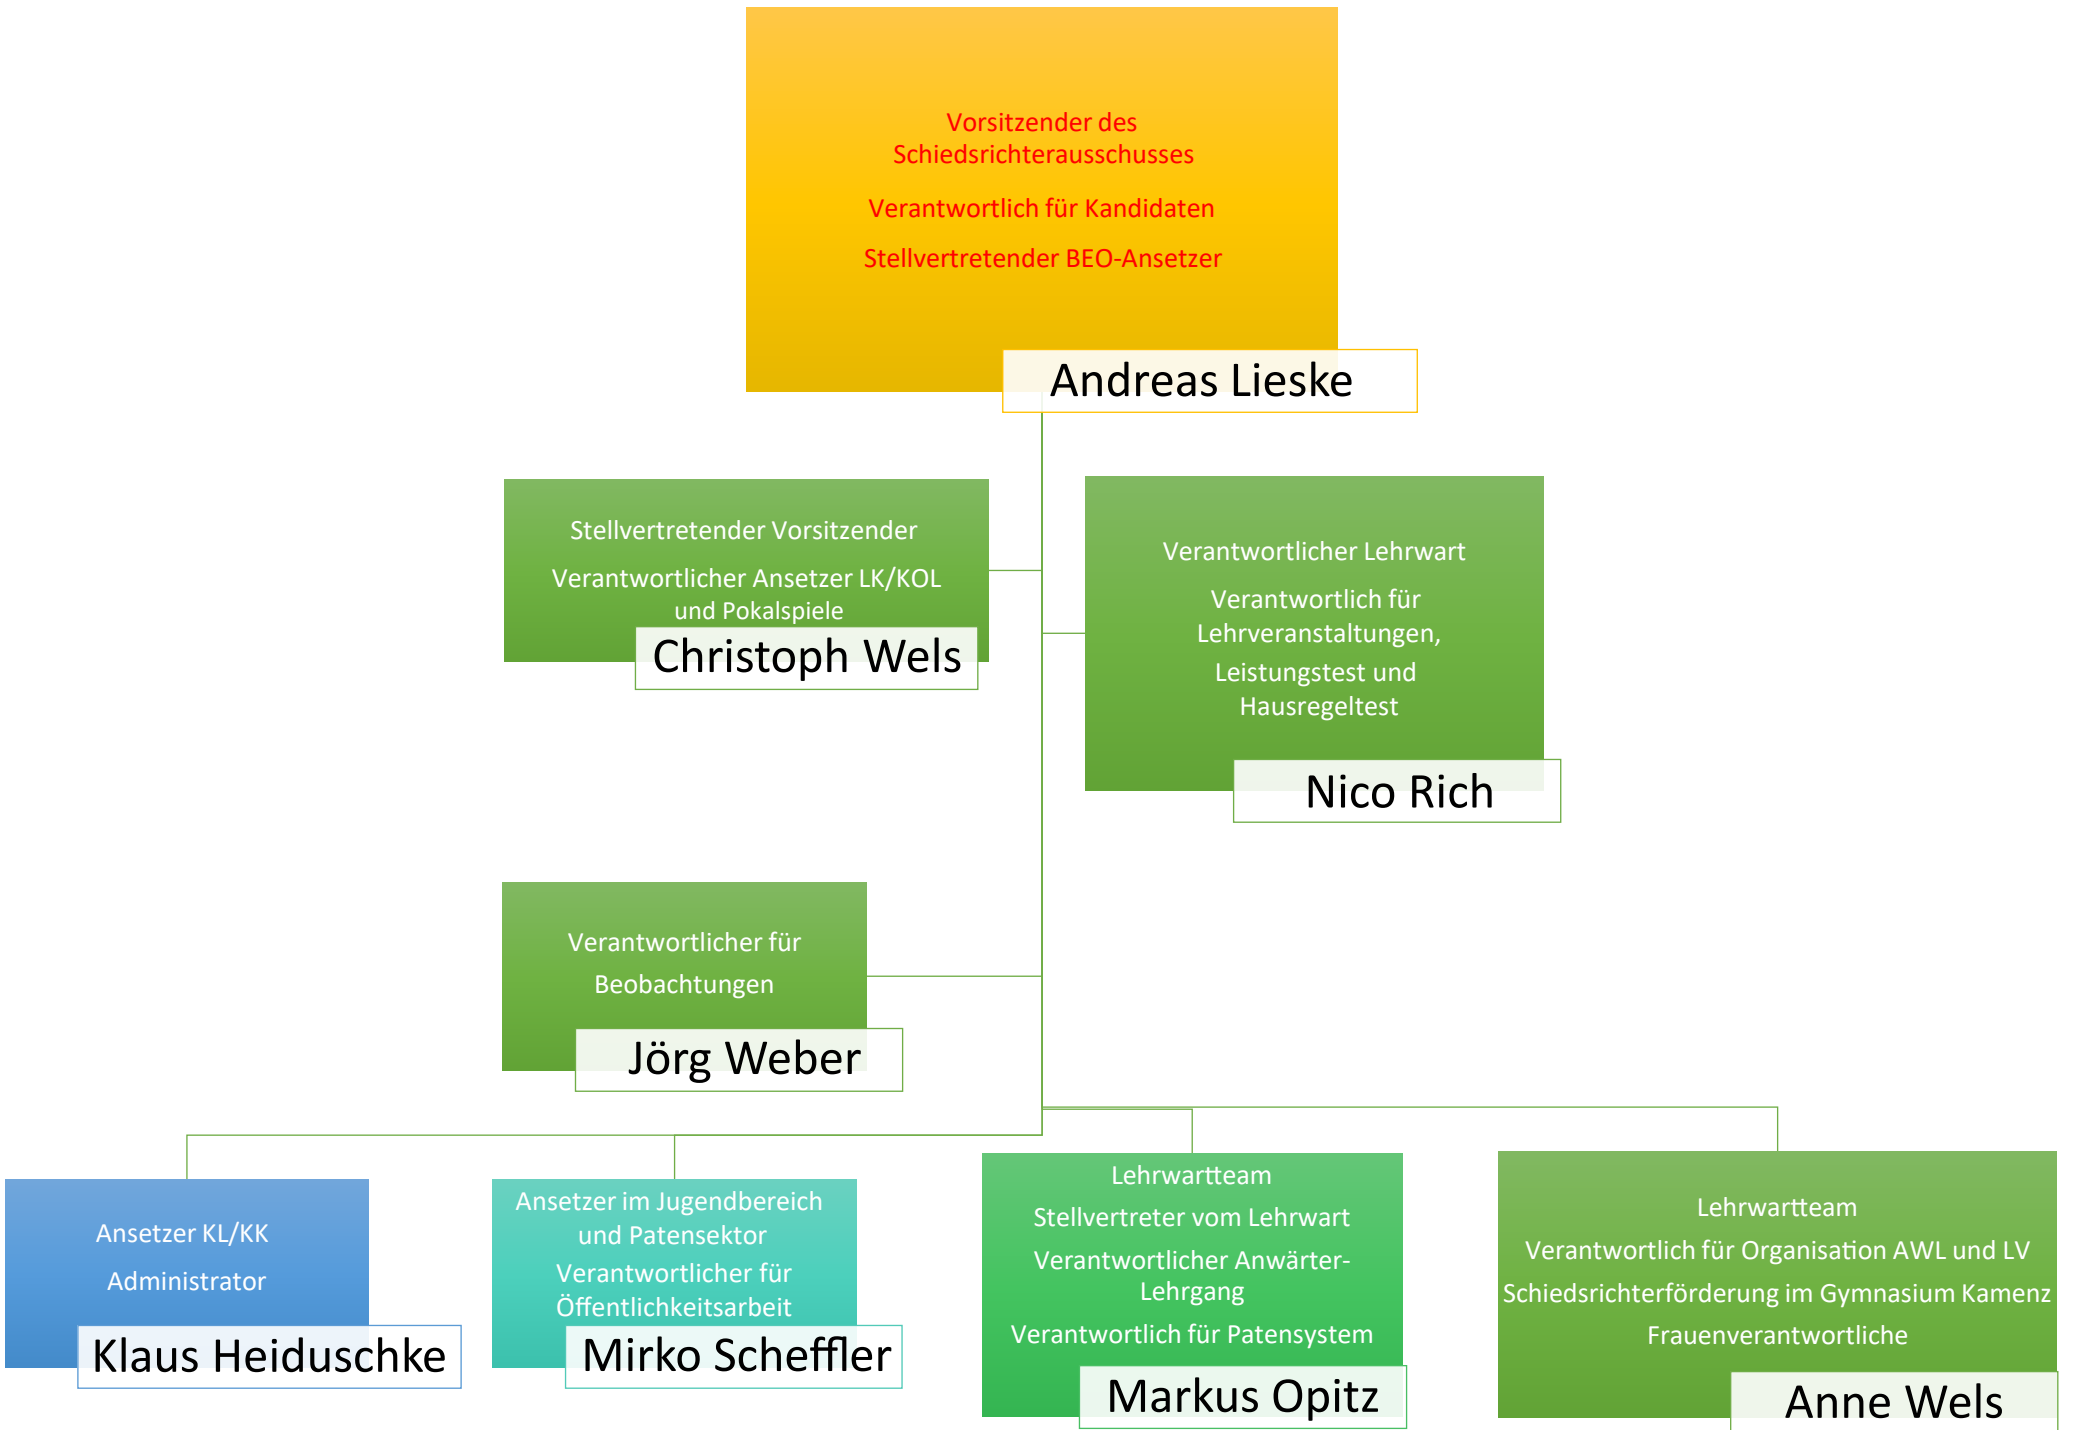 Vorsitzender des
Schiedsrichterausschusses
Verantwortlich für Kandidaten
Stellvertretender BEO-Ansetzer
Andreas Lieske
Stellvertretender Vorsitzender
Verantwortlicher Ansetzer LK/KOL
und Pokalspiele
Christoph Wels
Verantwortlicher Lehrwart
Verantwortlich für
Lehrveranstaltungen,
Leistungstest und
Hausregeltest
Nico Rich
Verantwortlicher für
Beobachtungen
Jörg Weber
Ansetzer KL/KK
Administrator
Klaus Heiduschke
Ansetzer im Jugendbereich
und Patensektor
Verantwortlicher für
Öffentlichkeitsarbeit
Mirko Scheffler
Lehrwartteam
Stellvertreter vom Lehrwart
Verantwortlicher Anwärter-
Lehrgang
Verantwortlich für Patensystem
Markus Opitz
Lehrwartteam
Verantwortlich für Organisation AWL und LV
Schiedsrichterförderung im Gymnasium Kamenz
Frauenverantwortliche
Anne Wels